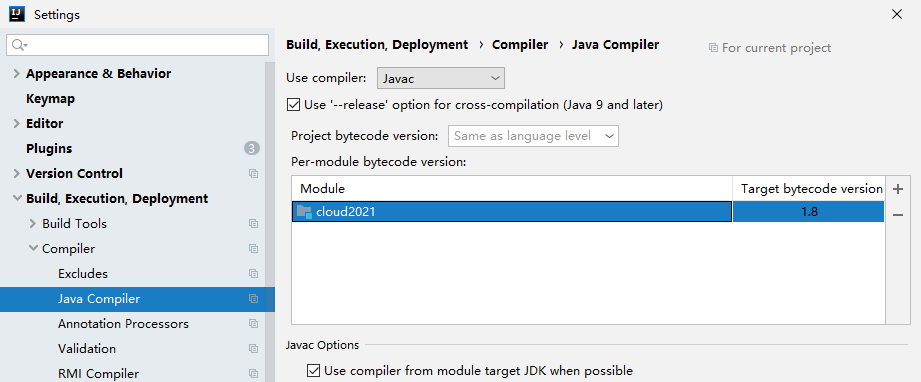 IJ Settings
Appearance & Behavior
Keymap
Editor
Plugins 3
Version Control
Build, Execution, Deployment
Build Tools
Compiler
Excludes
Java Compiler
Annotation Processors
Validation
RMI Compiler
Build, Execution, Deployment › Compiler › Java Compiler For current project
Use compiler: Javac
Use '--release' option for cross-compilation (Java 9 and later)
Project bytecode version: Same as language level
Per-module bytecode version:
Module Target bytecode version
cloud2021 1.8
Javac Options
Use compiler from module target JDK when possible